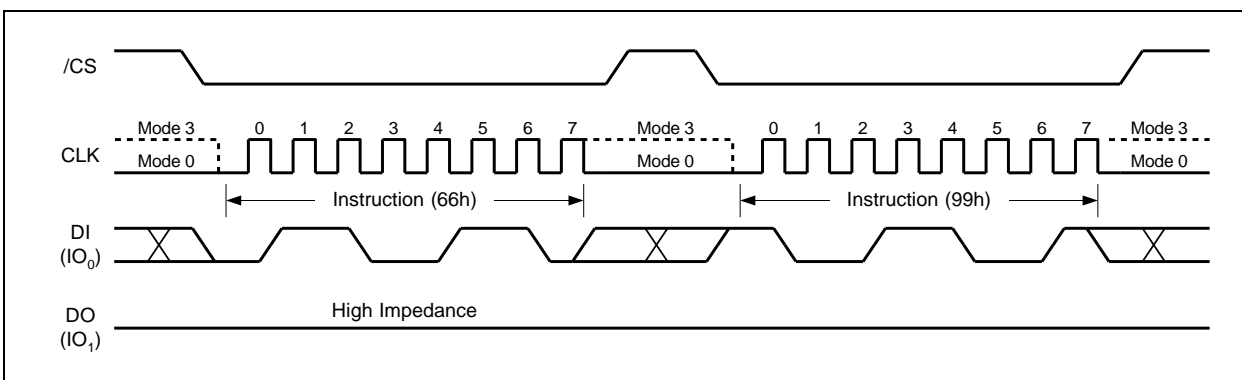 /CS
Mode 3 0 1 2 3 4 5 6 7 Mode 3 0 1 2 3 4 5 6 7 Mode 3
CLK
Mode 0 Mode 0 Mode 0
Instruction (66h) Instruction (99h)
DI
(IO₀)
High Impedance
DO
(IO₁)